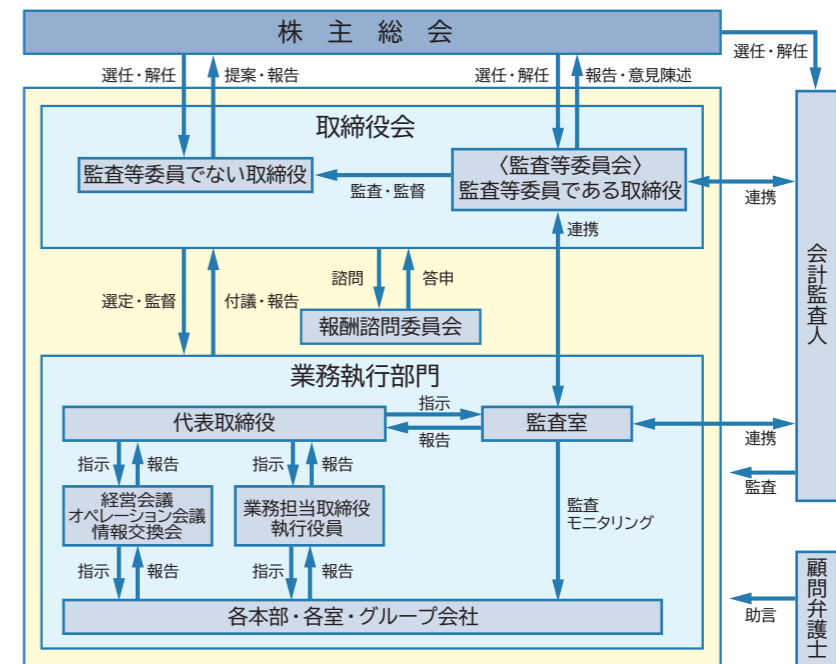 株主総会
選任・解任
提案・報告
選任・解任
報告・意見陳述
選任・解任
取締役会
監査等委員でない取締役
監査・監督
〈監査等委員会〉
監査等委員である取締役
連携
会計監査人
連携
選定・監督
付議・報告
諮問
答申
報酬諮問委員会
業務執行部門
代表取締役
指示
報告
監査室
連携
監査
指示
報告
指示
報告
経営会議
オペレーション会議
情報交換会
業務担当取締役
執行役員
監査
モニタリング
指示
報告
指示
報告
各本部・各室・グループ会社
助言
顧問弁護士